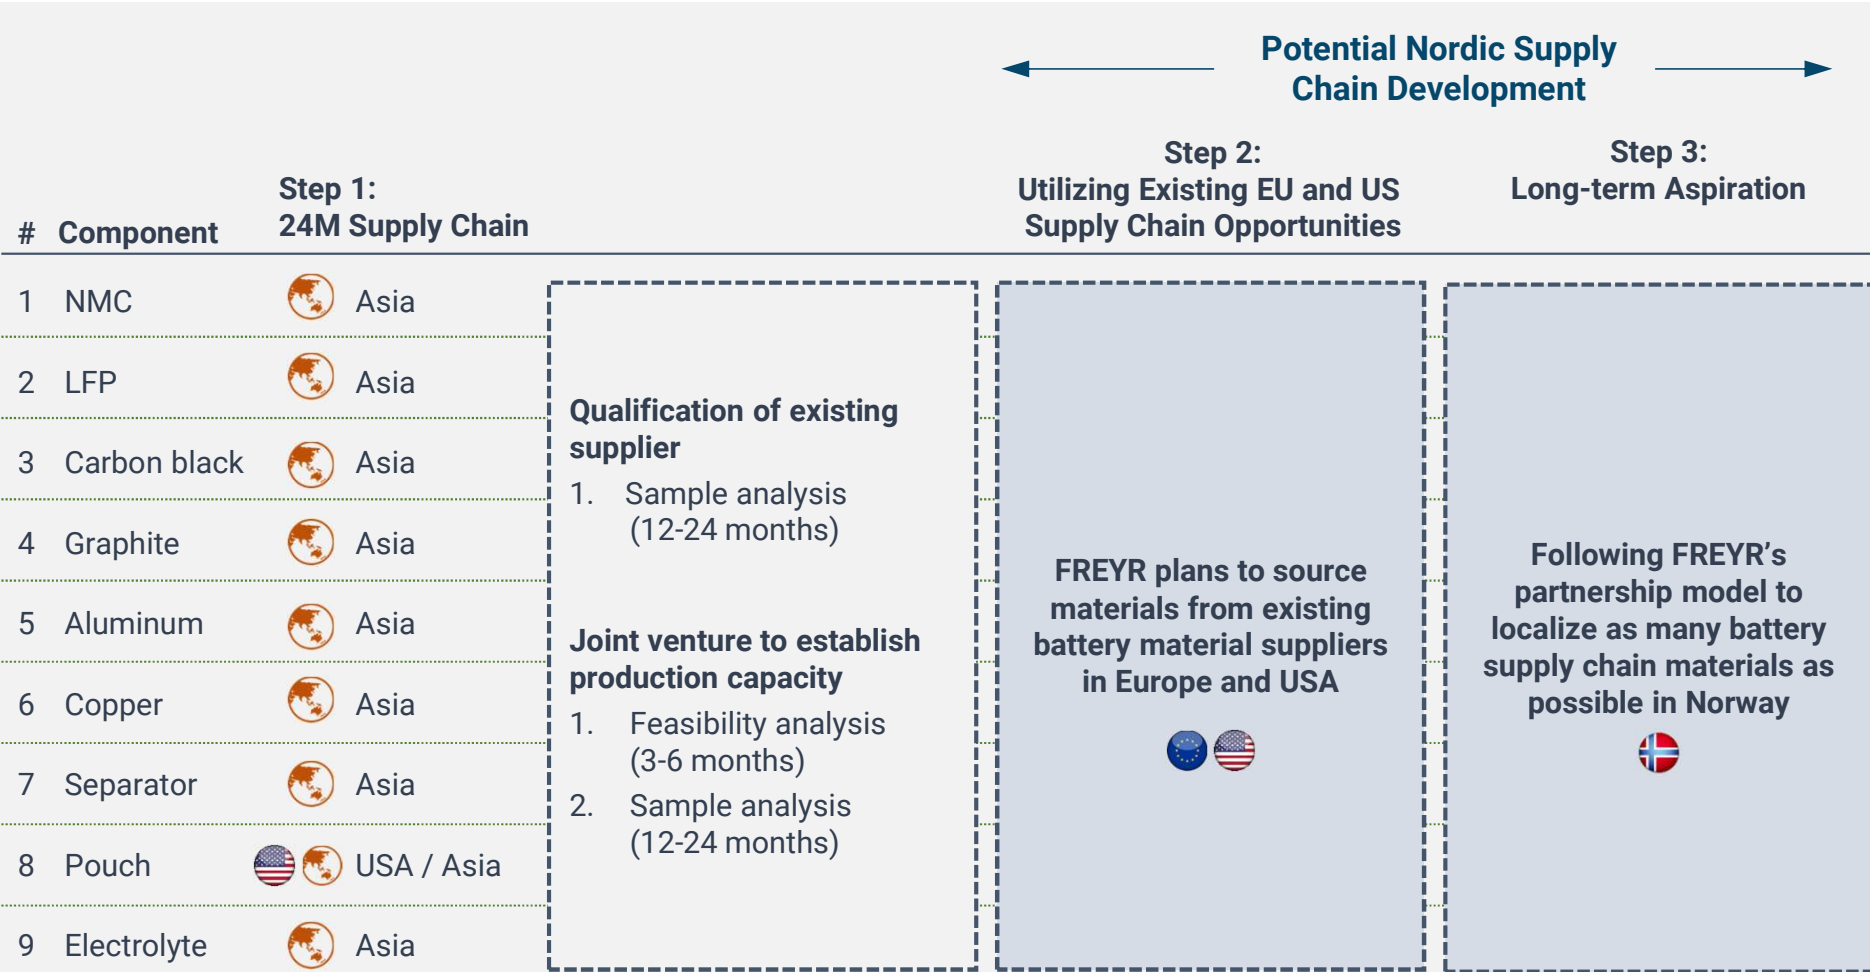 Potential Nordic Supply
Chain Development
Step 1:
24M Supply Chain
Step 2:
Utilizing Existing EU and US
Supply Chain Opportunities
Step 3:
Long-term Aspiration
# Component
1 NMC Asia
2 LFP Asia
3 Carbon black Asia
4 Graphite Asia
5 Aluminum Asia
6 Copper Asia
7 Separator Asia
8 Pouch USA / Asia
9 Electrolyte Asia
Qualification of existing
supplier
1. Sample analysis
(12-24 months)
Joint venture to establish
production capacity
1. Feasibility analysis
(3-6 months)
2. Sample analysis
(12-24 months)
FREYR plans to source
materials from existing
battery material suppliers
in Europe and USA
Following FREYR’s
partnership model to
localize as many battery
supply chain materials as
possible in Norway